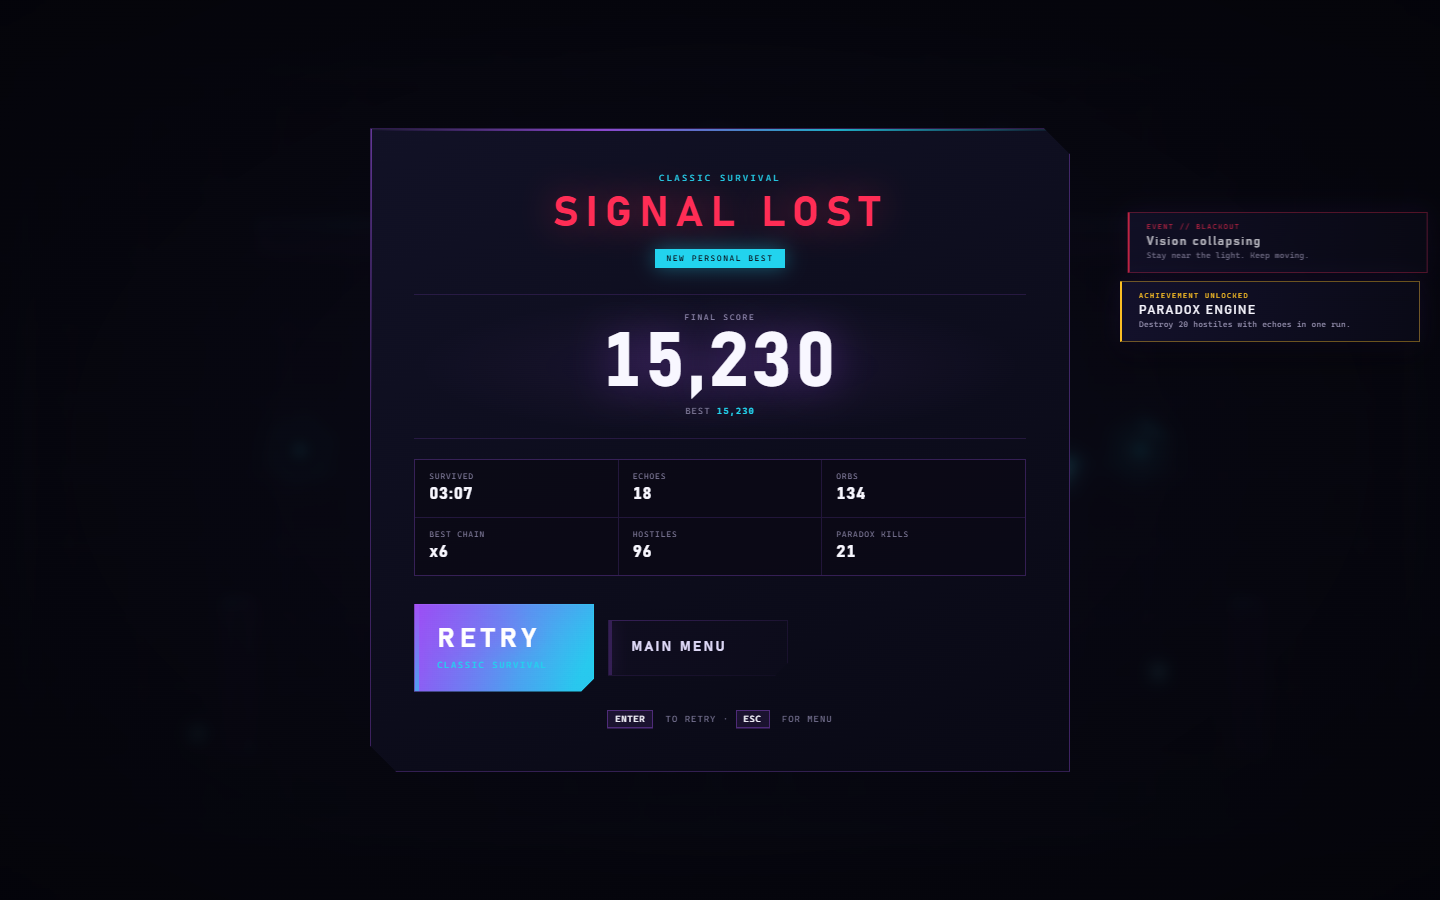 CLASSIC SURVIVAL
SIGNAL LOST
NEW PERSONAL BEST
FINAL SCORE
15,230
BEST 15,230
SURVIVED
03:07
ECHOES
18
ORBS
134
BEST CHAIN
x6
HOSTILES
96
PARADOX KILLS
21
RETRY
CLASSIC SURVIVAL
MAIN MENU
ENTER TO RETRY · ESC FOR MENU
EVENT // BLACKOUT
Vision collapsing
Stay near the light. Keep moving.
ACHIEVEMENT UNLOCKED
PARADOX ENGINE
Destroy 20 hostiles with echoes in one run.